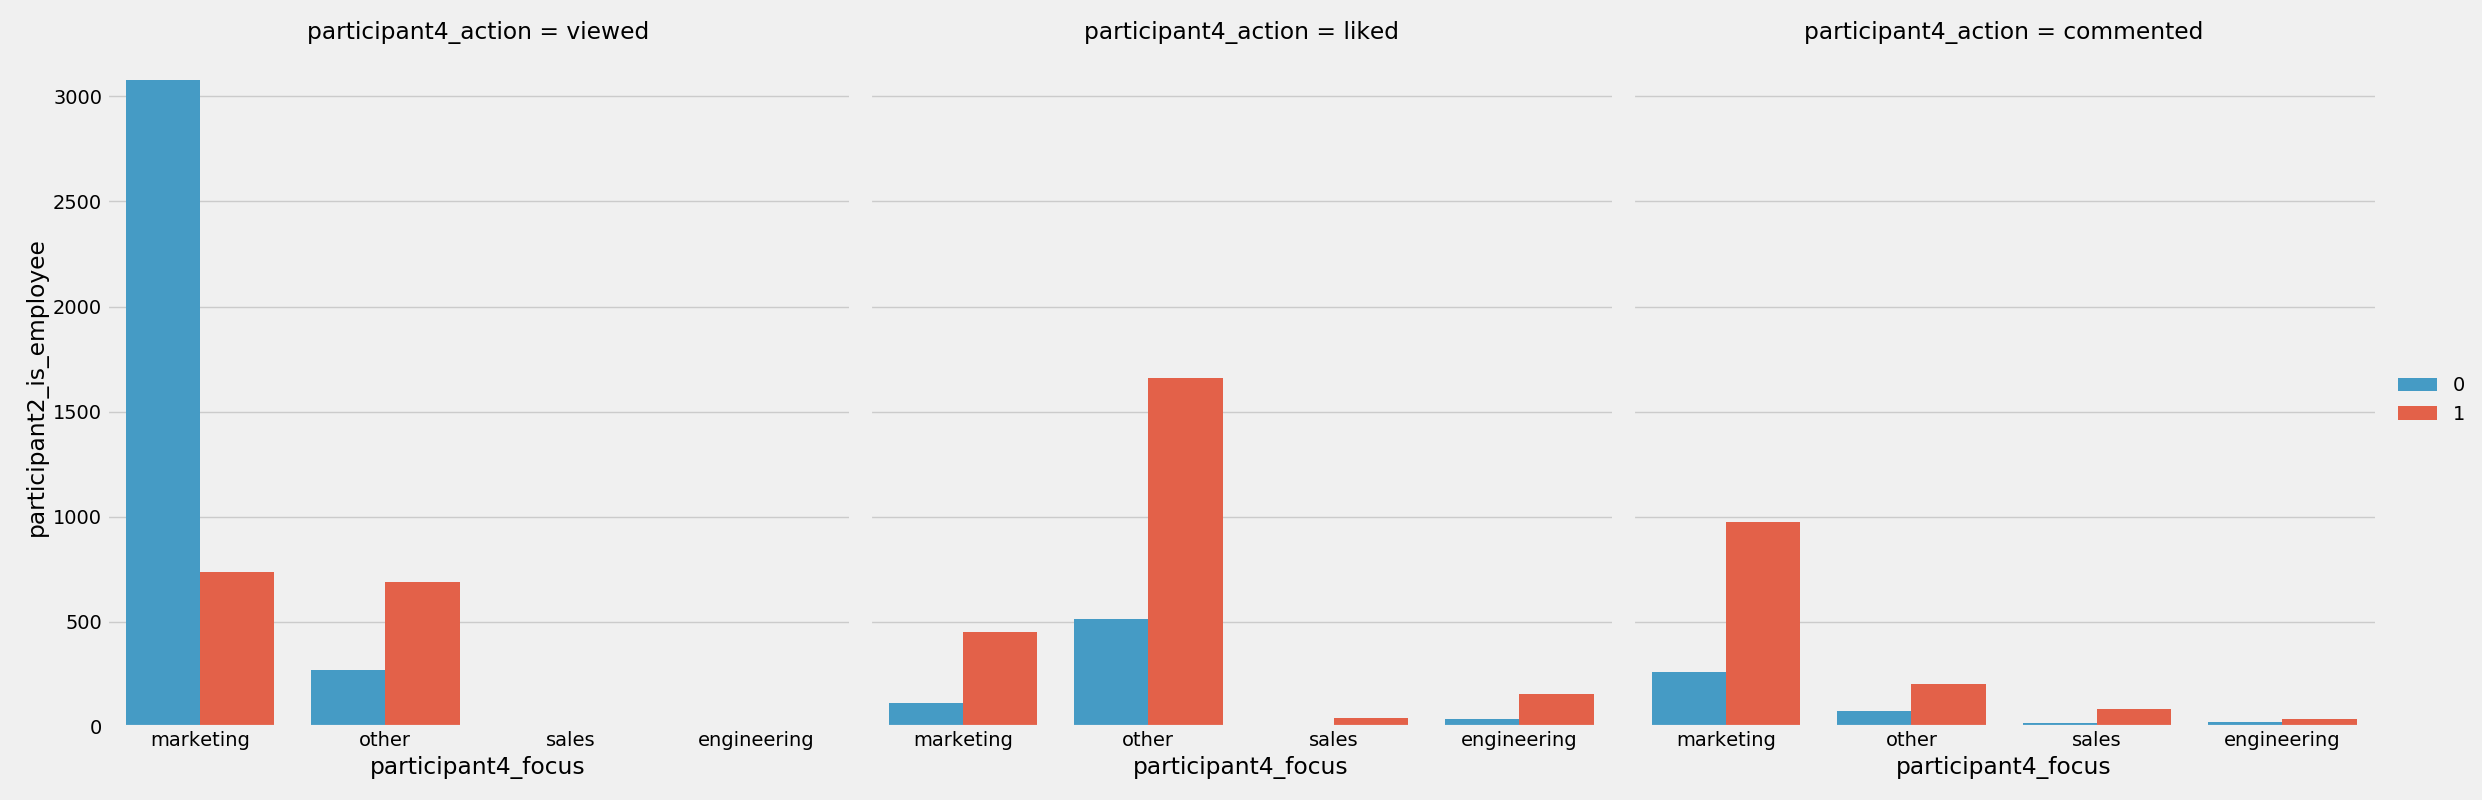 participant4_action = viewed
participant4_action = liked
participant4_action = commented
participant2_is_employee
3000
2500
2000
1500
1000
500
0
marketing other sales engineering
marketing other sales engineering
marketing other sales engineering
participant4_focus
participant4_focus
participant4_focus
0
1